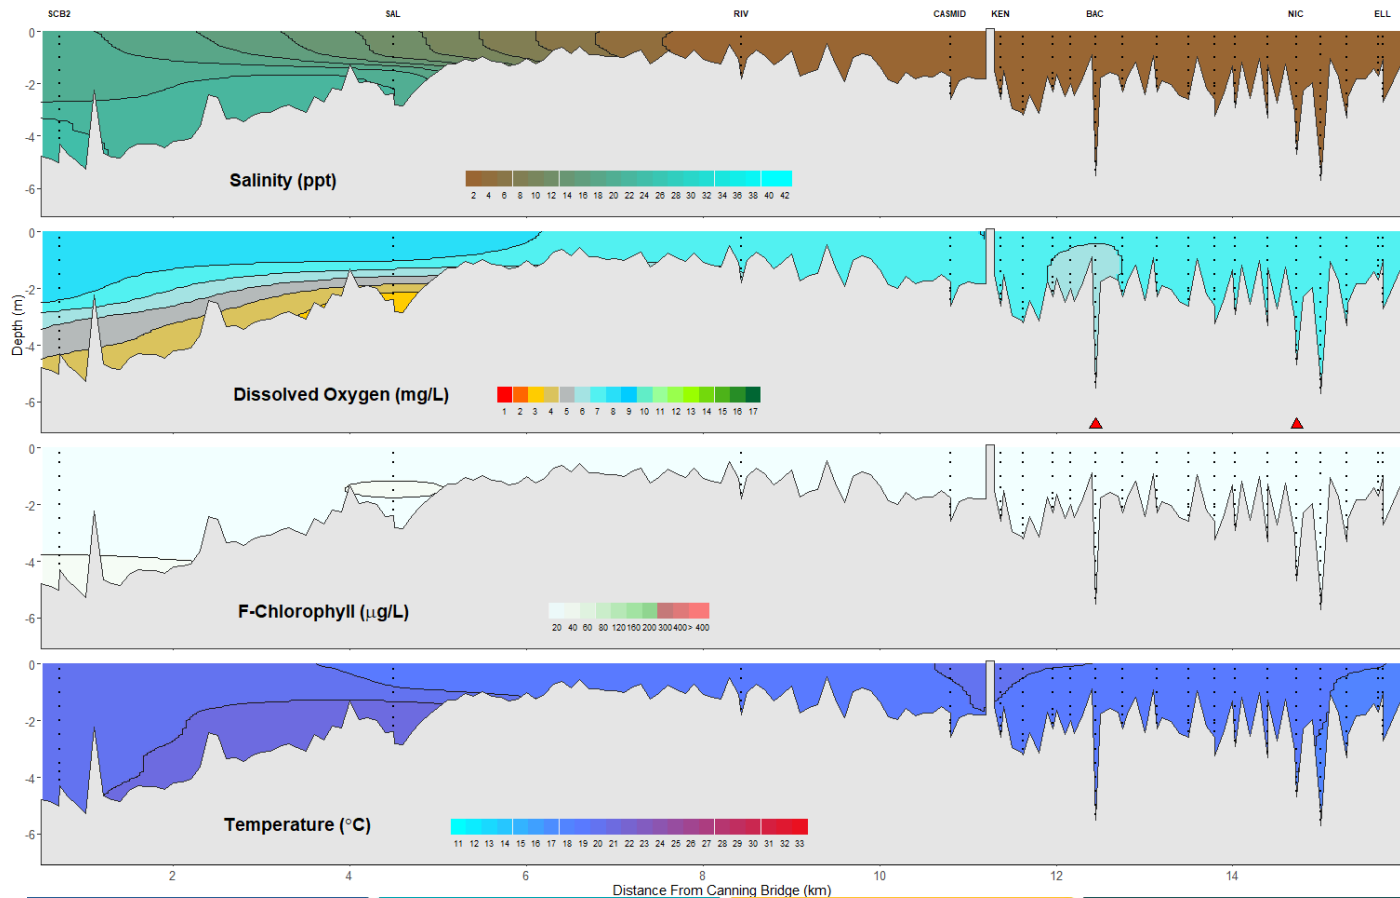 SCB2 SAL RIV CASMID KEN BAC NIC ELL
0
-2
-4
-6
Salinity (ppt)
2 4 6 8 10 12 14 16 18 20 22 24 26 28 30 32 34 36 38 40 42
0
-2
-4
-6
Depth (m)
Dissolved Oxygen (mg/L)
1 2 3 4 5 6 7 8 9 10 11 12 13 14 15 16 17
0
-2
-4
-6
F-Chlorophyll (µg/L)
20 40 60 80 120 160 200 300 400 > 400
0
-2
-4
-6
Temperature (°C)
11 12 13 14 15 16 17 18 19 20 21 22 23 24 25 26 27 28 29 30 31 32 33
2 4 6 8 10 12 14
Distance From Canning Bridge (km)